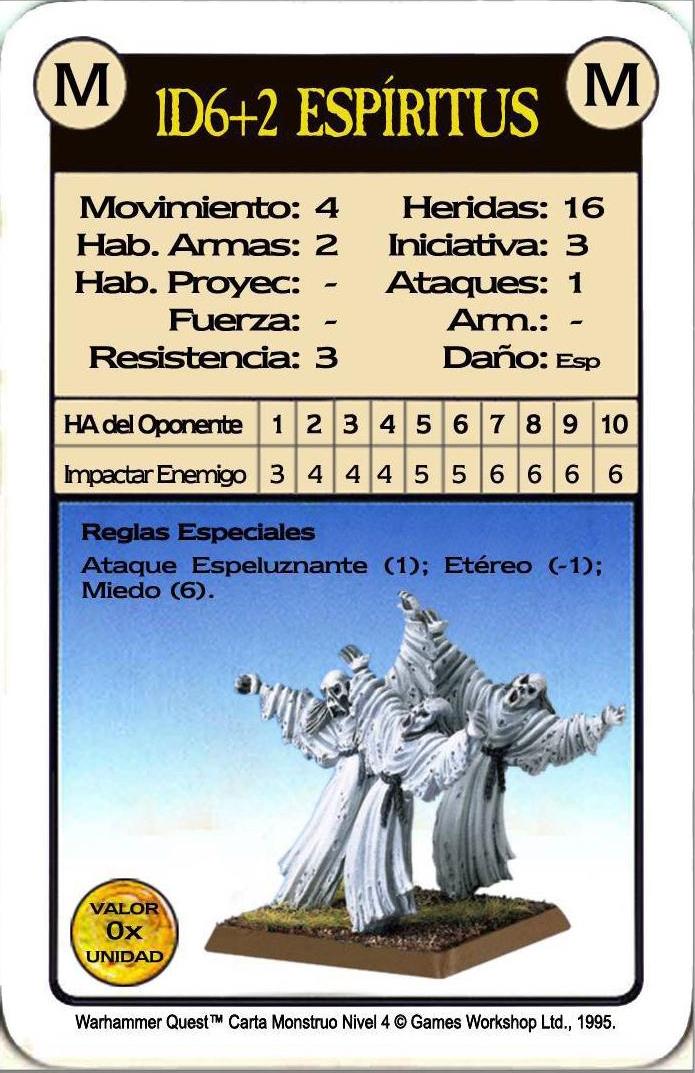 M 1D6+2 ESPÍRITUS M
Movimiento: 4 Heridas: 16
Hab. Armas: 2 Iniciativa: 3
Hab. Proyec: - Ataques: 1
Fuerza: - Arm.: -
Resistencia: 3 Daño: Esp
HA del Oponente 1 2 3 4 5 6 7 8 9 10
Impactar Enemigo 3 4 4 4 5 5 6 6 6 6
Reglas Especiales
Ataque Espeluznante (1); Etéreo (-1);
Miedo (6).
VALOR
0x
UNIDAD
Warhammer Quest™ Carta Monstruo Nivel 4 © Games Workshop Ltd., 1995.